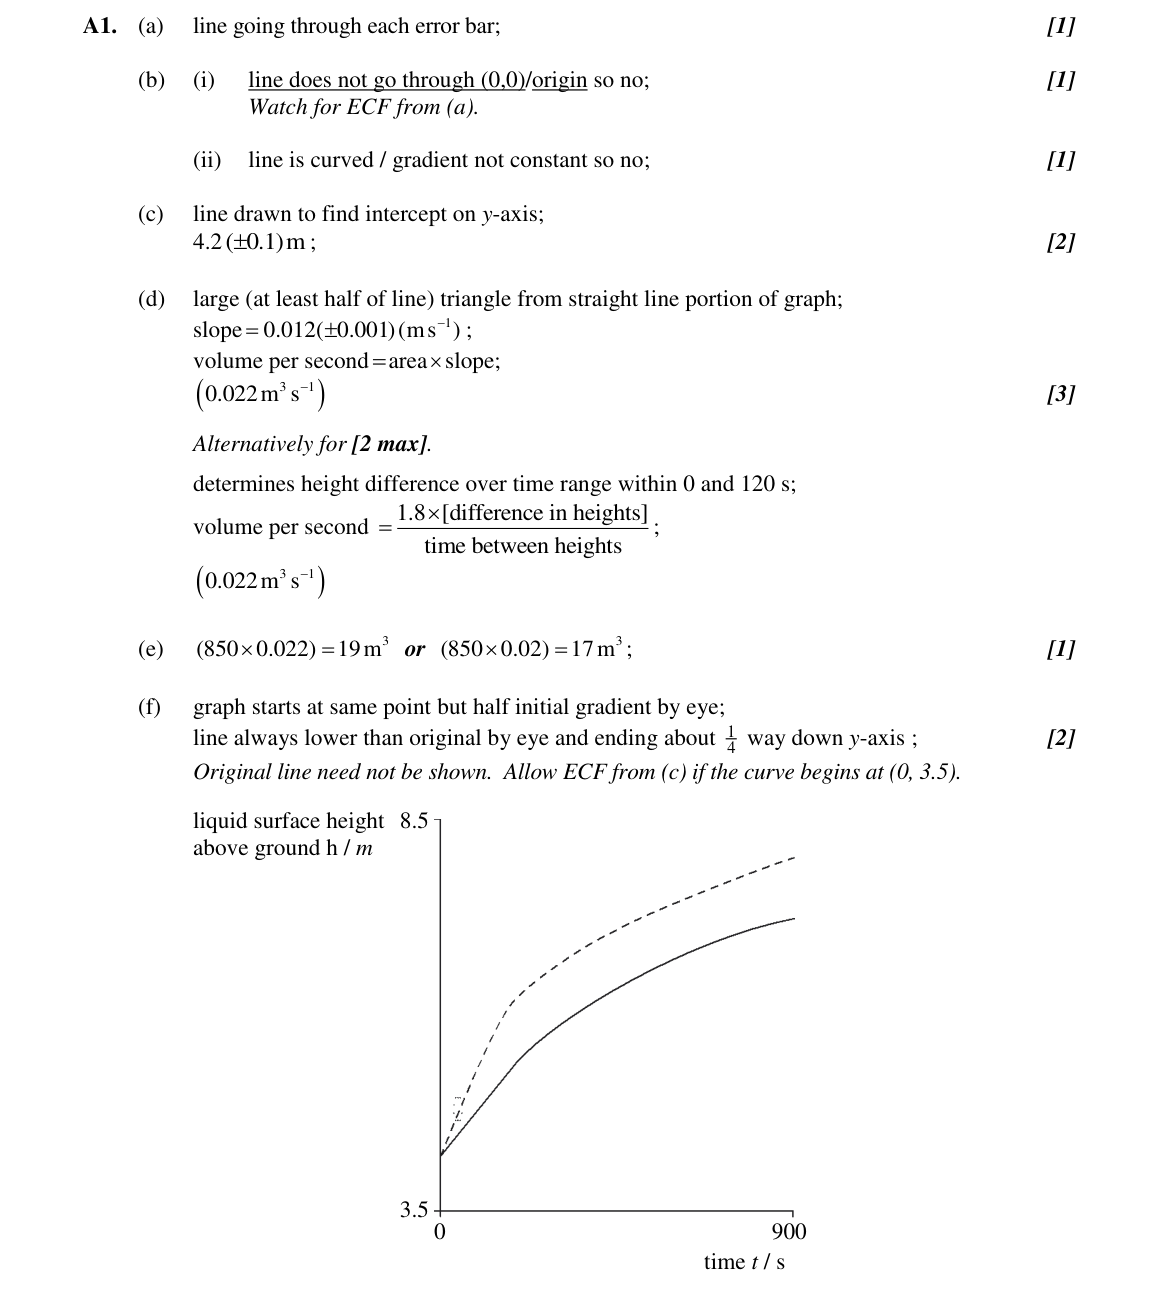 A1. (a) line going through each error bar; [1]
(b) (i) line does not go through (0,0)/origin so no; [1]
Watch for ECF from (a).
(ii) line is curved / gradient not constant so no; [1]
(c) line drawn to find intercept on y-axis;
4.2 (±0.1) m ; [2]
(d) large (at least half of line) triangle from straight line portion of graph;
slope = 0.012(±0.001) (m s⁻¹) ;
volume per second = area × slope;
(0.022 m³ s⁻¹) [3]
Alternatively for [2 max].
determines height difference over time range within 0 and 120 s;
volume per second = 1.8×[difference in heights] / time between heights ;
(0.022 m³ s⁻¹)
(e) (850×0.022) = 19 m³ or (850×0.02) = 17 m³ ; [1]
(f) graph starts at same point but half initial gradient by eye;
line always lower than original by eye and ending about 1/4 way down y-axis ; [2]
Original line need not be shown. Allow ECF from (c) if the curve begins at (0, 3.5).
liquid surface height 8.5
above ground h / m
3.5
0 900
time t / s